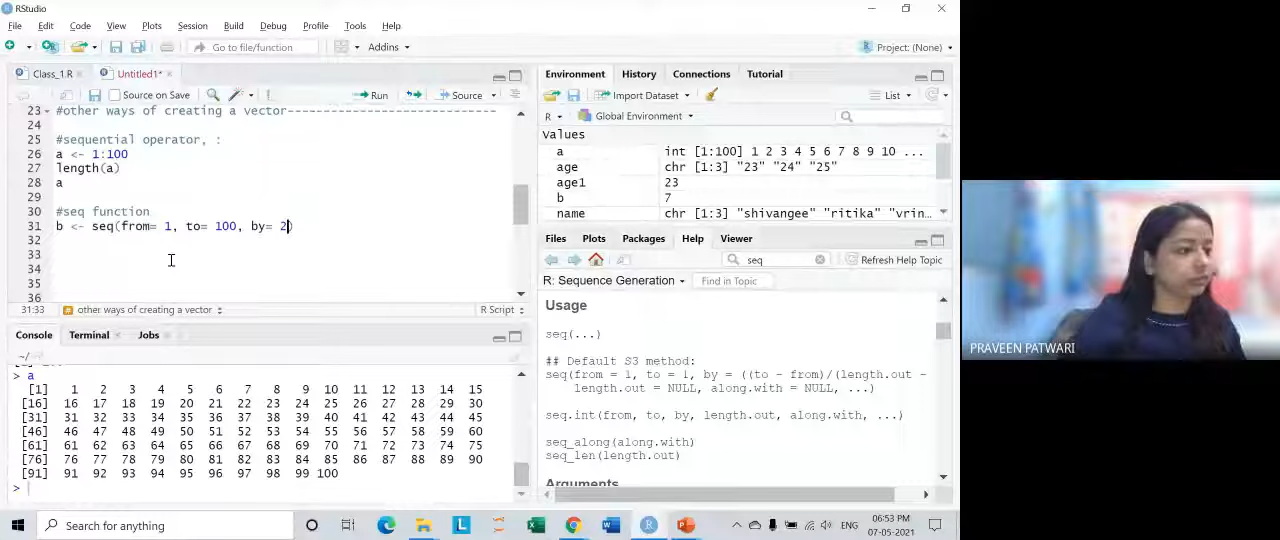 RStudio
File Edit Code View Plots Session Build Debug Profile Tools Help
Go to file/function
Addins
Project: (None)
Class_1.R
Untitled1*
Source on Save
Run
Source
23 #other ways of creating a vector-----------------------------
24
25 #sequential operator, :
26 a <- 1:100
27 length(a)
28 a
29
30 #seq function
31 b <- seq(from= 1, to= 100, by= 2)
32
33
34
35
36
31:33 other ways of creating a vector R Script
Console Terminal Jobs
~/
> a
[1] 1 2 3 4 5 6 7 8 9 10 11 12 13 14 15
[16] 16 17 18 19 20 21 22 23 24 25 26 27 28 29 30
[31] 31 32 33 34 35 36 37 38 39 40 41 42 43 44 45
[46] 46 47 48 49 50 51 52 53 54 55 56 57 58 59 60
[61] 61 62 63 64 65 66 67 68 69 70 71 72 73 74 75
[76] 76 77 78 79 80 81 82 83 84 85 86 87 88 89 90
[91] 91 92 93 94 95 96 97 98 99 100
>
Environment History Connections Tutorial
Import Dataset
List
R Global Environment
Values
a int [1:100] 1 2 3 4 5 6 7 8 9 10 ...
age chr [1:3] "23" "24" "25"
age1 23
b 7
name chr [1:3] "shivangee" "ritika" "vrin…
Files Plots Packages Help Viewer
seq
Refresh Help Topic
R: Sequence Generation
Find in Topic
Usage
seq(...)
## Default S3 method:
seq(from = 1, to = 1, by = ((to - from)/(length.out -
length.out = NULL, along.with = NULL, ...)
seq.int(from, to, by, length.out, along.with, ...)
seq_along(along.with)
seq_len(length.out)
Arguments
PRAVEEN PATWARI
Search for anything
ENG
06:53 PM
07-05-2021